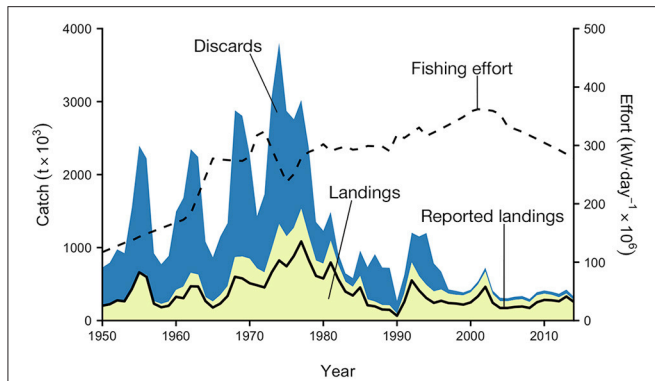 4000
3000
2000
1000
0
Catch (t × 10³)
500
400
300
200
100
0
Effort (kW·day⁻¹ × 10⁶)
Discards
Fishing effort
Landings
Reported landings
1950
1960
1970
1980
1990
2000
2010
Year